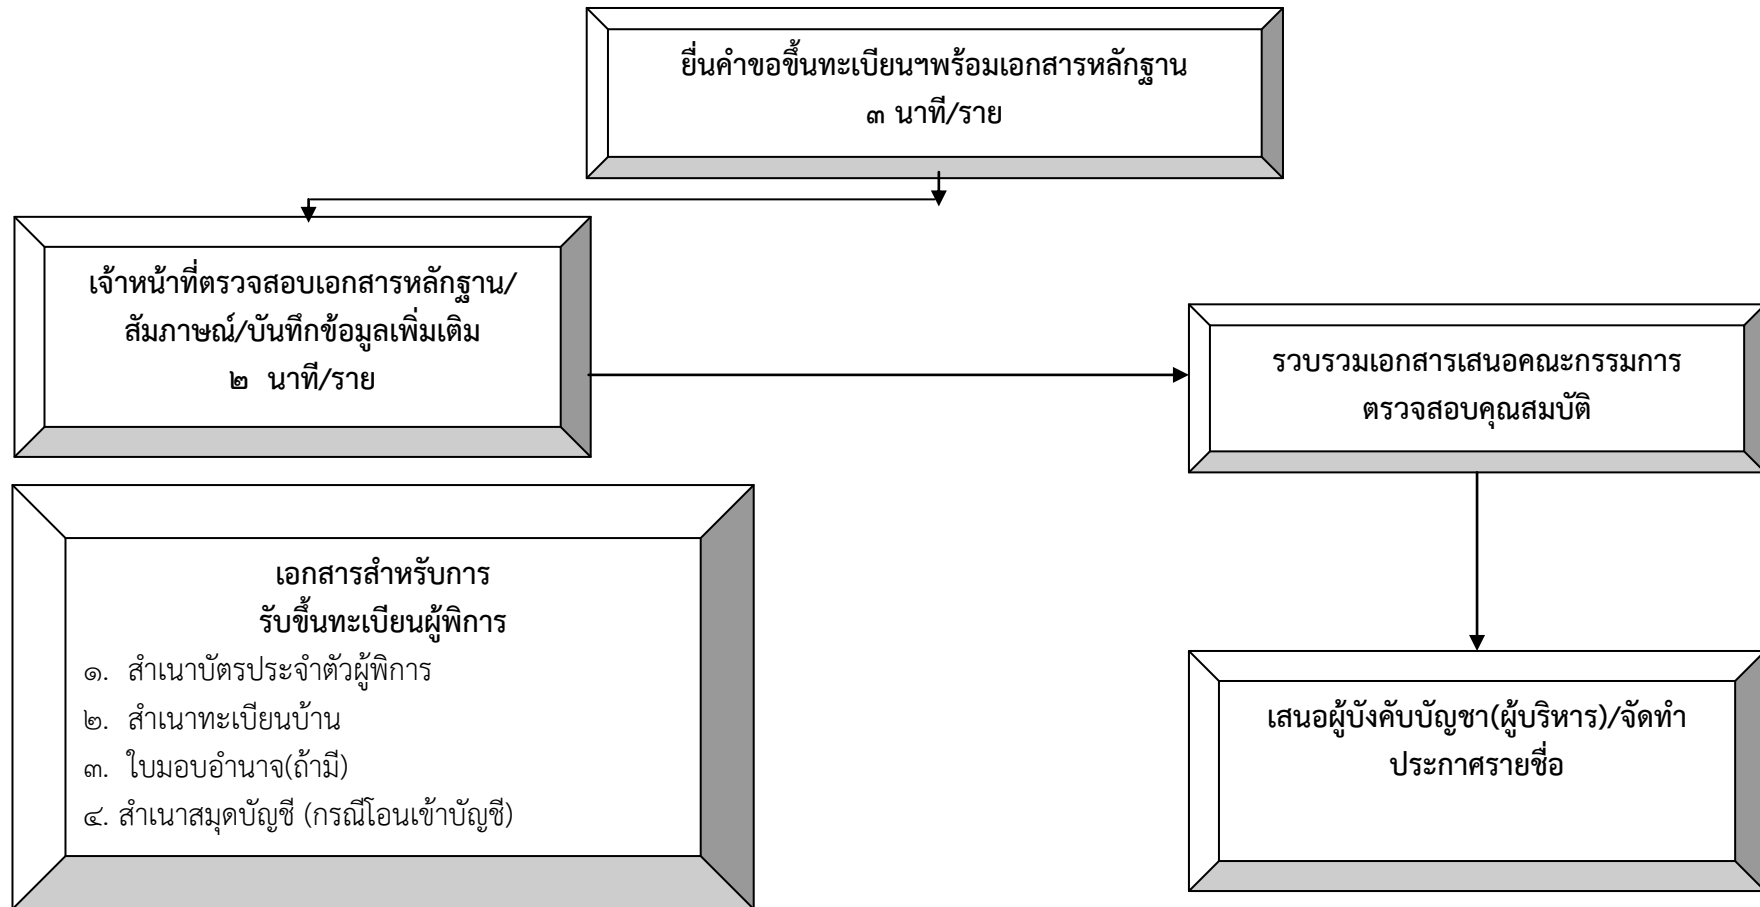 ยื่นคำขอขึ้นทะเบียนฯพร้อมเอกสารหลักฐาน
๓ นาที/ราย
เจ้าหน้าที่ตรวจสอบเอกสารหลักฐาน/
สัมภาษณ์/บันทึกข้อมูลเพิ่มเติม
๒ นาที/ราย
รวบรวมเอกสารเสนอคณะกรรมการ
ตรวจสอบคุณสมบัติ
เอกสารสำหรับการ
รับขึ้นทะเบียนผู้พิการ
๑. สำเนาบัตรประจำตัวผู้พิการ
๒. สำเนาทะเบียนบ้าน
๓. ใบมอบอำนาจ(ถ้ามี)
๔. สำเนาสมุดบัญชี (กรณีโอนเข้าบัญชี)
เสนอผู้บังคับบัญชา(ผู้บริหาร)/จัดทำ
ประกาศรายชื่อ